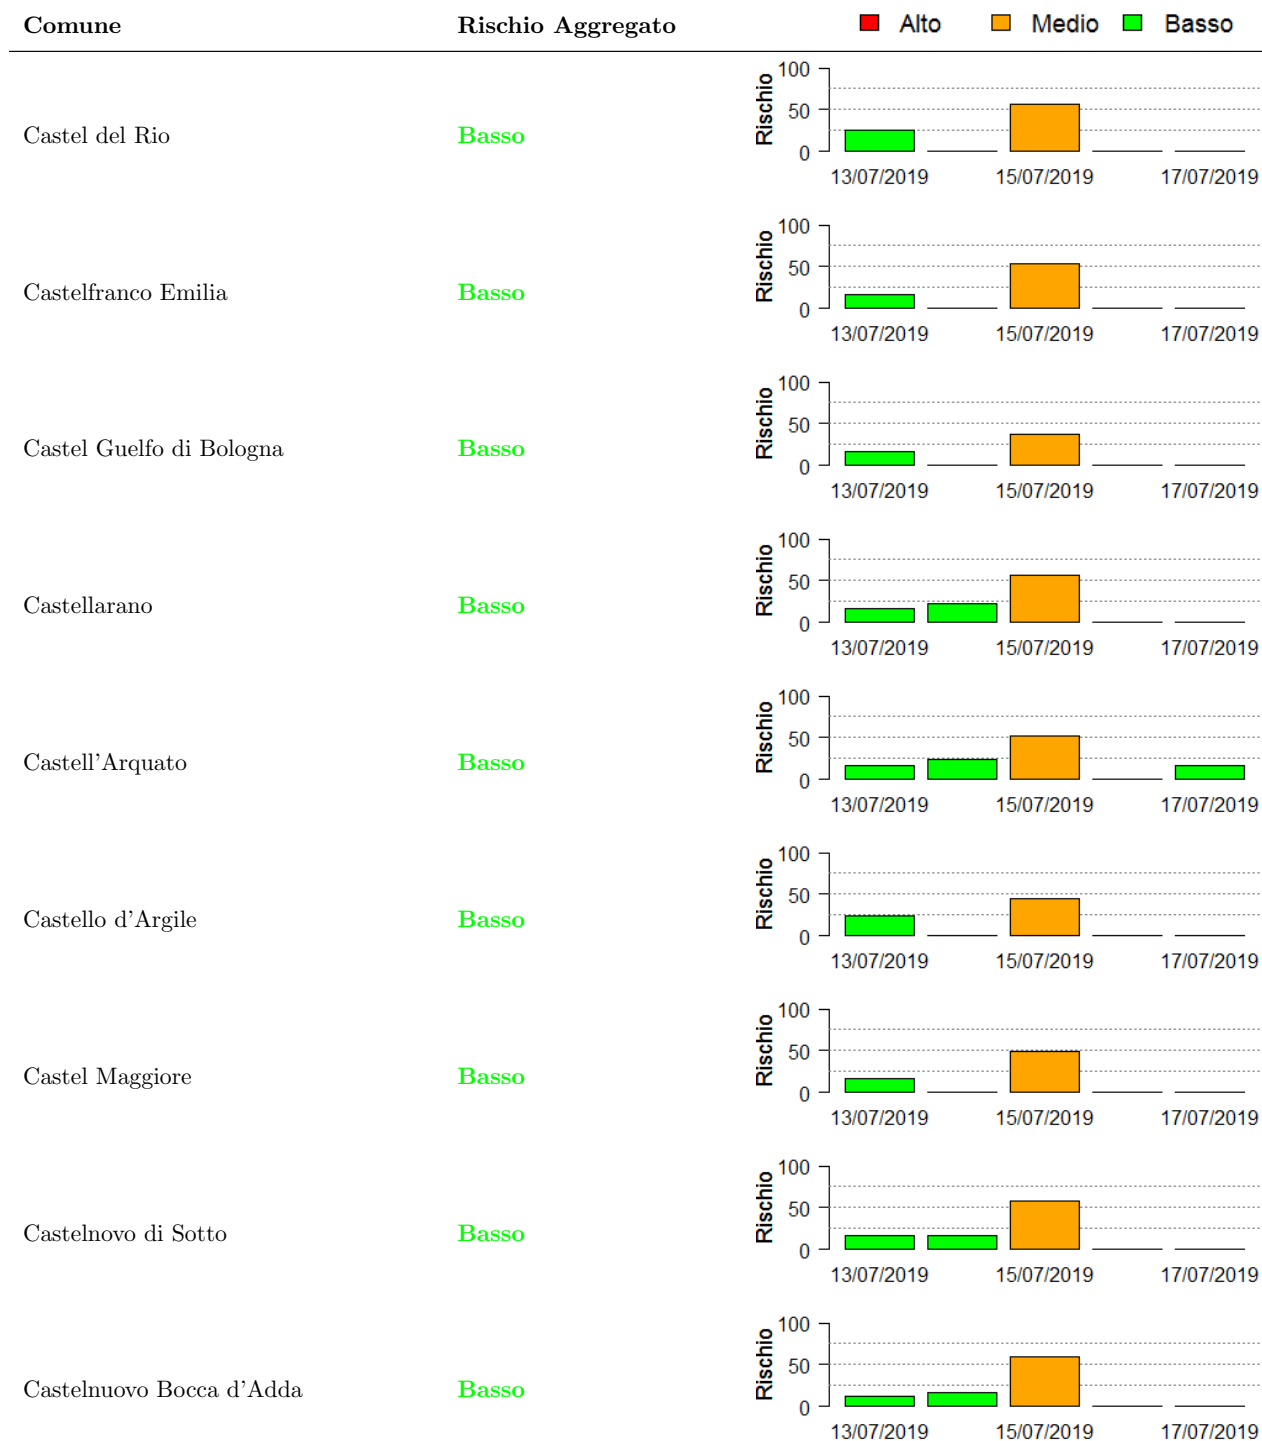 Comune Rischio Aggregato Alto Medio Basso
Castel del Rio Basso Rischio 100 50 0
13/07/2019 15/07/2019 17/07/2019
Castelfranco Emilia Basso Rischio 100 50 0
13/07/2019 15/07/2019 17/07/2019
Castel Guelfo di Bologna Basso Rischio 100 50 0
13/07/2019 15/07/2019 17/07/2019
Castellarano Basso Rischio 100 50 0
13/07/2019 15/07/2019 17/07/2019
Castell'Arquato Basso Rischio 100 50 0
13/07/2019 15/07/2019 17/07/2019
Castello d'Argile Basso Rischio 100 50 0
13/07/2019 15/07/2019 17/07/2019
Castel Maggiore Basso Rischio 100 50 0
13/07/2019 15/07/2019 17/07/2019
Castelnovo di Sotto Basso Rischio 100 50 0
13/07/2019 15/07/2019 17/07/2019
Castelnuovo Bocca d'Adda Basso Rischio 100 50 0
13/07/2019 15/07/2019 17/07/2019